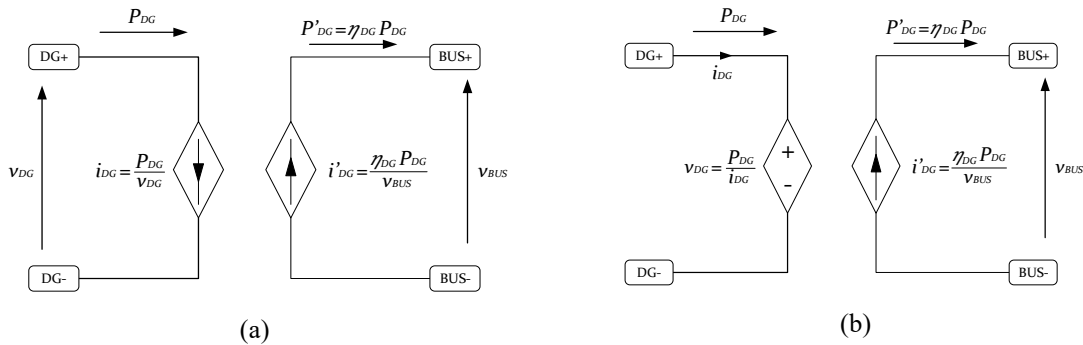 P_DG
P'_DG=η_DG P_DG
DG+
BUS+
v_DG
i_DG=P_DG/v_DG
i'_DG=η_DG P_DG/v_BUS
v_BUS
DG-
BUS-
(a)
P_DG
P'_DG=η_DG P_DG
DG+
i_DG
BUS+
v_DG=P_DG/i_DG
+
-
i'_DG=η_DG P_DG/v_BUS
v_BUS
DG-
BUS-
(b)